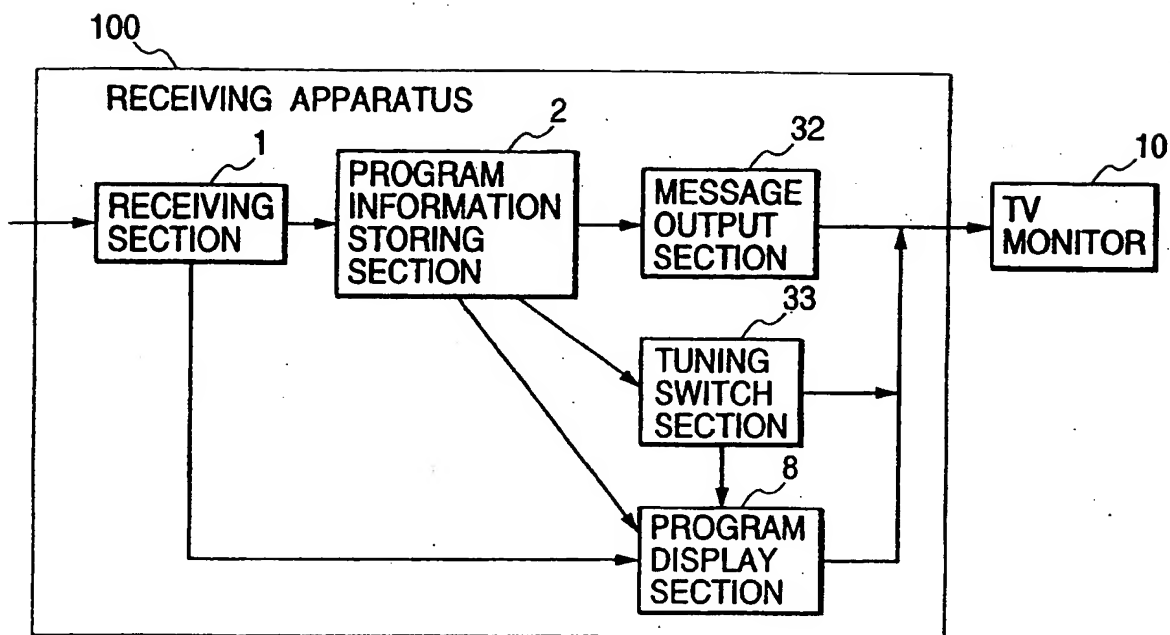 100
RECEIVING APPARATUS
1
RECEIVING
SECTION
2
PROGRAM
INFORMATION
STORING
SECTION
32
MESSAGE
OUTPUT
SECTION
10
TV
MONITOR
33
TUNING
SWITCH
SECTION
8
PROGRAM
DISPLAY
SECTION